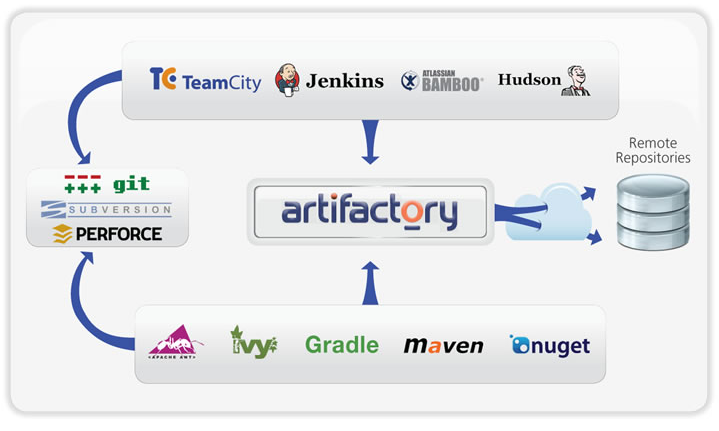 TC TeamCity
Jenkins
ATLASSIAN
BAMBOO®
Hudson
Remote
Repositories
git
SUBVERSION
PERFORCE
artifactory
APACHE ANT
ivy
Gradle
maven
nuget